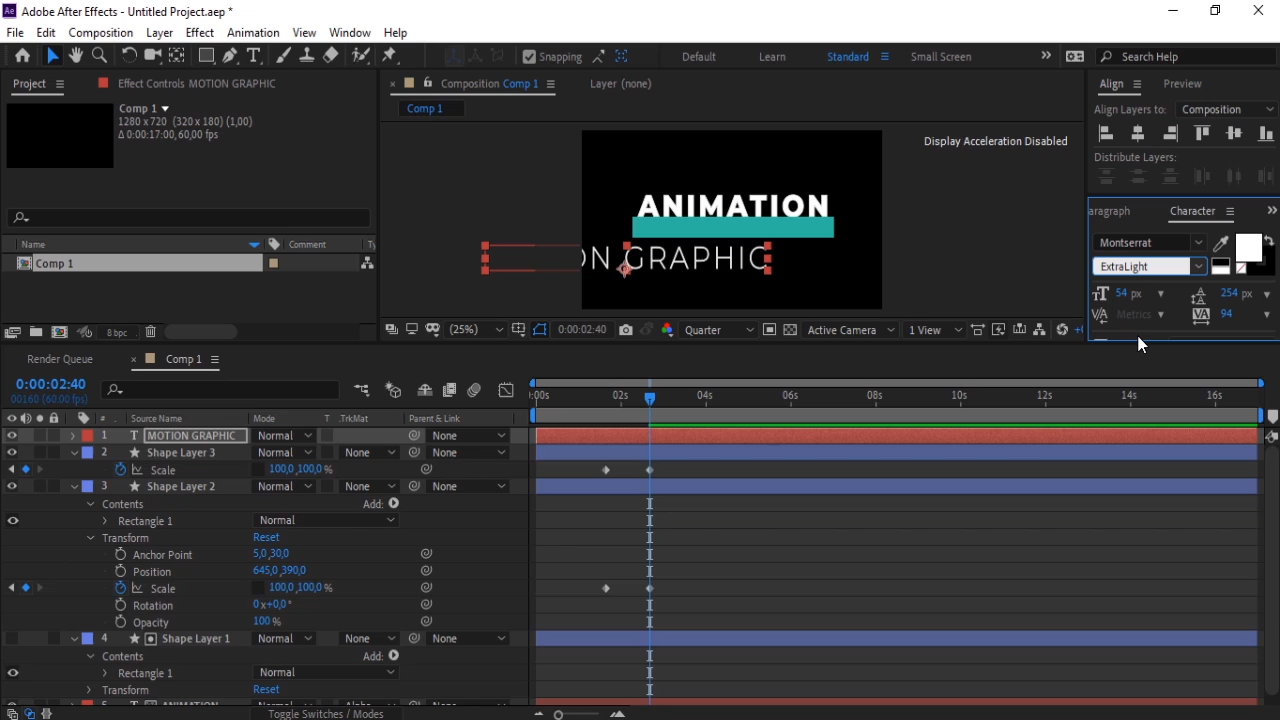 Ae Adobe After Effects - Untitled Project.aep *
File Edit Composition Layer Effect Animation View Window Help
Snapping Default Learn Standard Small Screen Search Help
Project Effect Controls MOTION GRAPHIC
Comp 1
1280 x 720 (320 x 180) (1,00)
Δ 0:00:17:00, 60,00 fps
Name Comment Ty
Comp 1
8 bpc
Composition Comp 1 Layer (none)
Comp 1
Display Acceleration Disabled
ANIMATION
ON GRAPHIC
(25%) 0:00:02:40 Quarter Active Camera 1 View
Align Preview
Align Layers to: Composition
Distribute Layers:
aragraph Character
Montserrat
ExtraLight
54 px 254 px
Metrics 94
Render Queue Comp 1
0:00:02:40
00160 (60.00 fps)
:00s 02s 04s 06s 08s 10s 12s 14s 16s
# Source Name Mode T .TrkMat Parent & Link
1 T MOTION GRAPHIC Normal None
2 Shape Layer 3 Normal None None
Scale 100,0,100,0 %
3 Shape Layer 2 Normal None None
Contents Add:
Rectangle 1 Normal
Transform Reset
Anchor Point 5,0,30,0
Position 645,0,390,0
Scale 100,0,100,0 %
Rotation 0x+0,0°
Opacity 100 %
4 Shape Layer 1 Normal None None
Contents Add:
Rectangle 1 Normal
Transform Reset
5 T ANIMATION Normal Alpha None
Toggle Switches / Modes